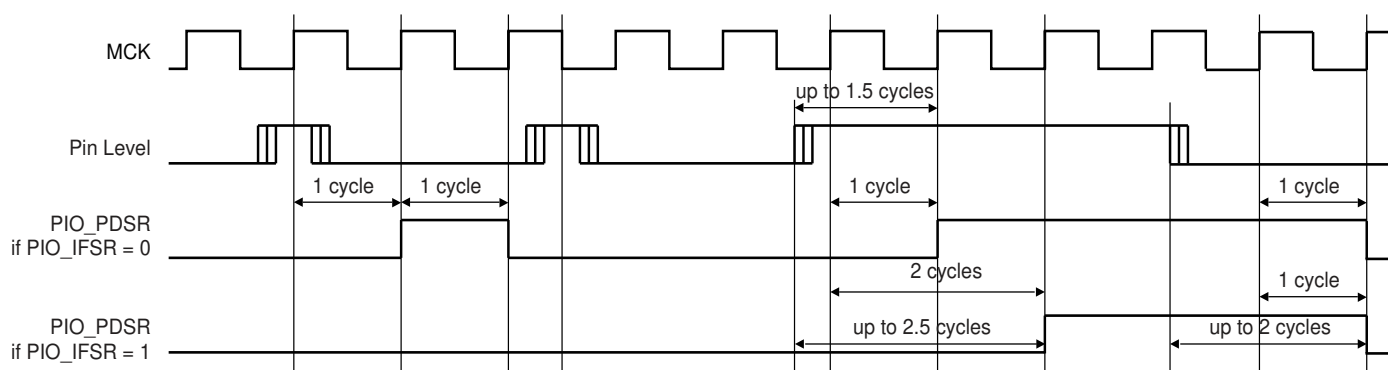 MCK
up to 1.5 cycles
Pin Level
1 cycle
1 cycle
1 cycle
1 cycle
PIO_PDSR
if PIO_IFSR = 0
2 cycles
1 cycle
PIO_PDSR
if PIO_IFSR = 1
up to 2.5 cycles
up to 2 cycles